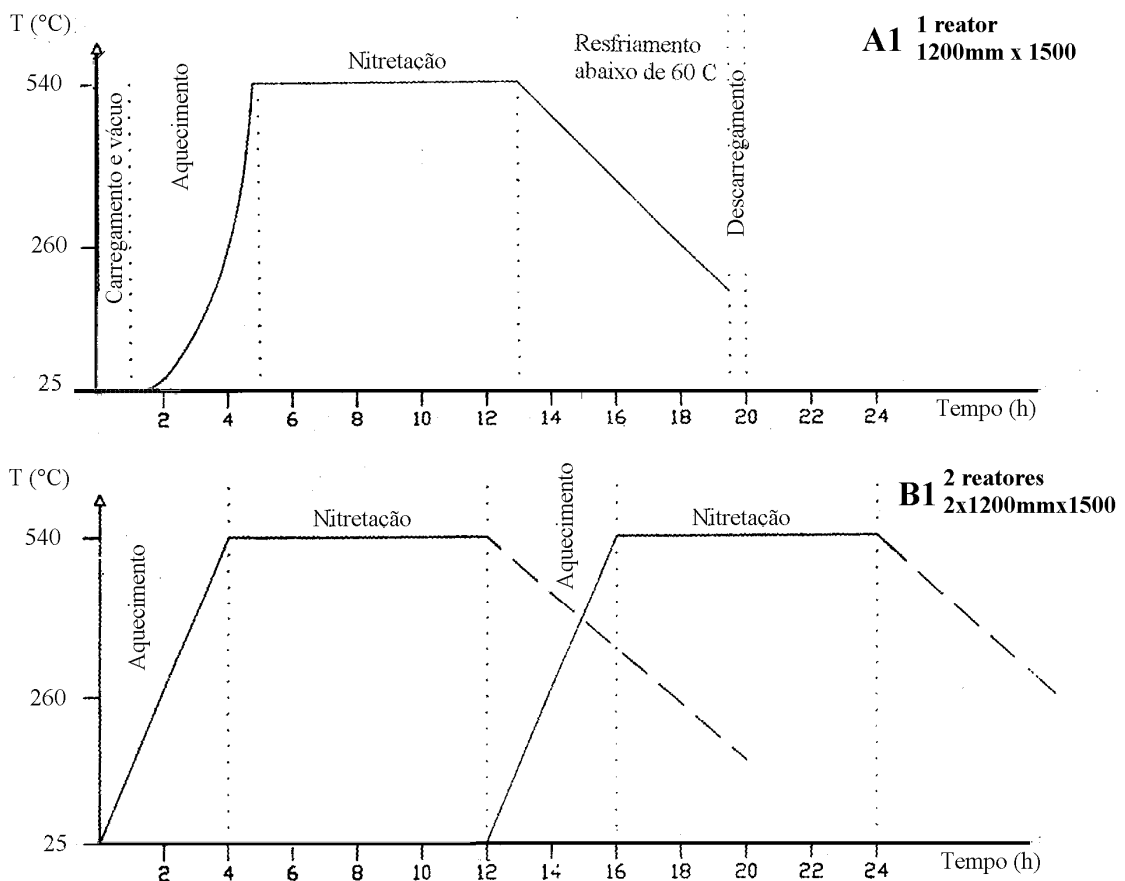 T (°C)
A1 1 reator
1200mm x 1500
540
260
25
Carregamento e vácuo
Aquecimento
Nitretação
Resfriamento
abaixo de 60 C
Descarregamento
2 4 6 8 10 12 14 16 18 20 22 24
Tempo (h)
T (°C)
B1 2 reatores
2x1200mmx1500
540
260
25
Aquecimento
Nitretação
Aquecimento
Nitretação
2 4 6 8 10 12 14 16 18 20 22 24
Tempo (h)